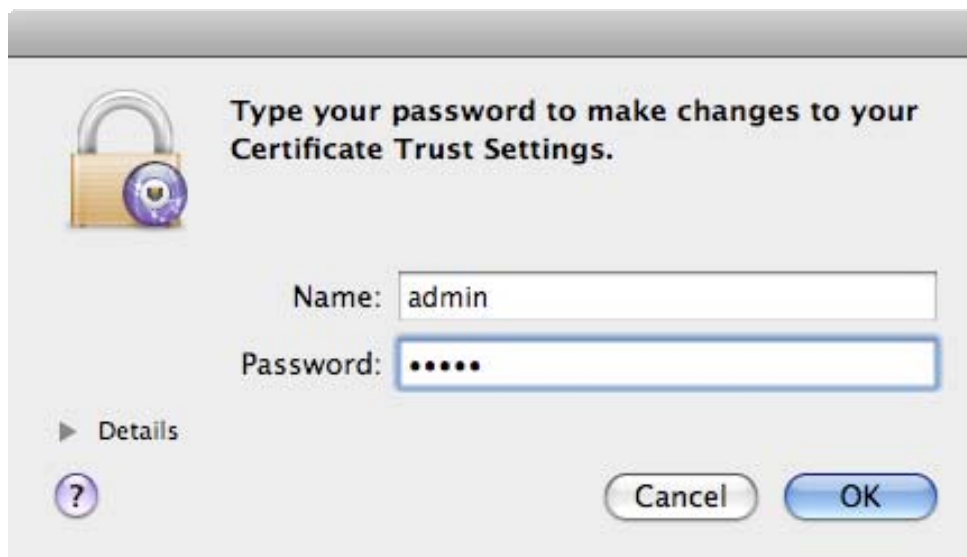 Type your password to make changes to your
Certificate Trust Settings.
Name: admin
Password: •••••
Details
?
Cancel
OK